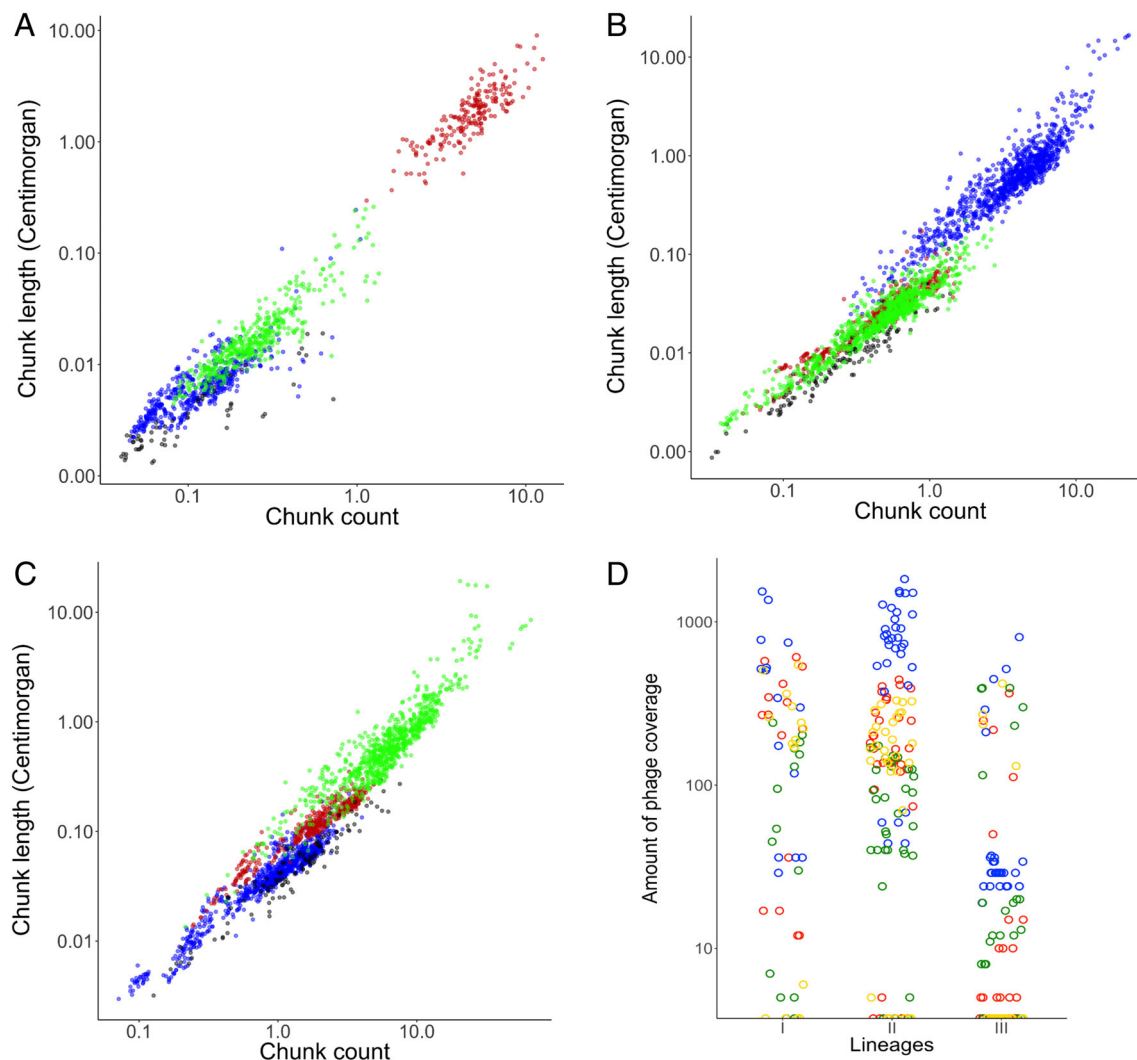 A
Chunk length (Centimorgan)
10.00
1.00
0.10
0.01
0.00
0.1
1.0
10.0
Chunk count
B
Chunk length (Centimorgan)
10.00
1.00
0.10
0.01
0.00
0.1
1.0
10.0
Chunk count
C
Chunk length (Centimorgan)
10.00
1.00
0.10
0.01
0.1
1.0
10.0
Chunk count
D
Amount of phage coverage
1000
100
10
I
II
III
Lineages